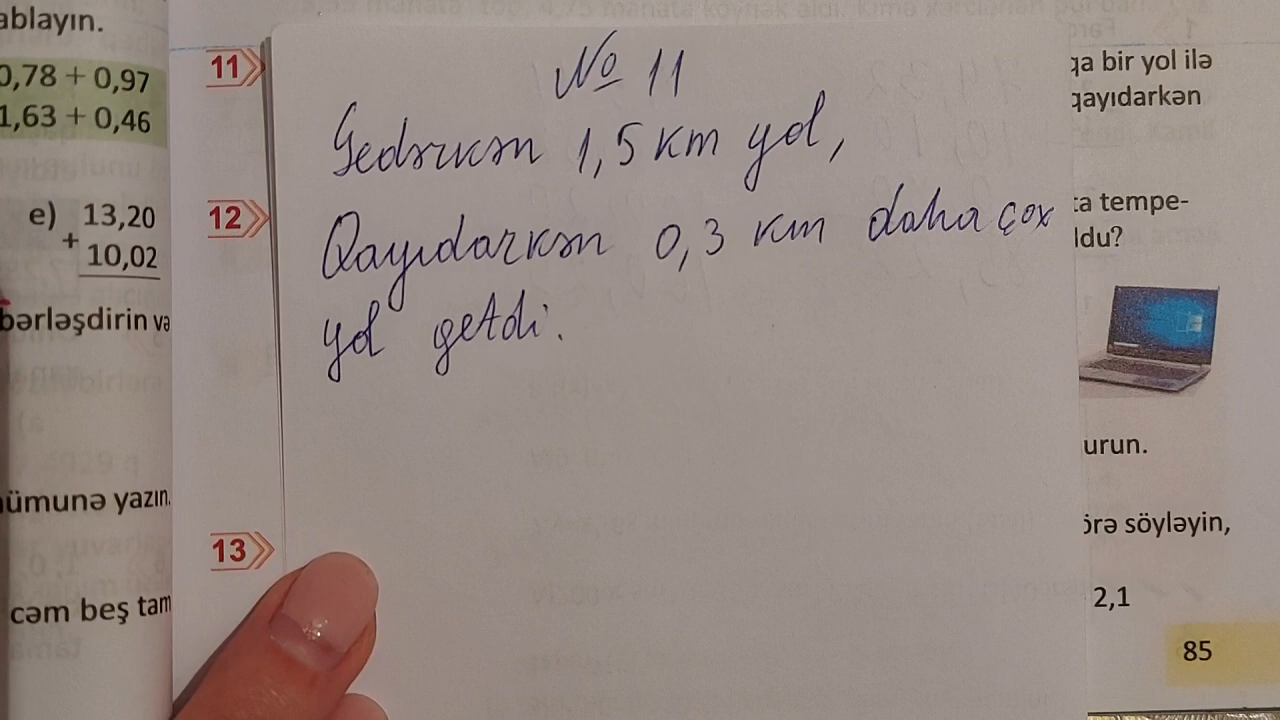 ablayın.
0,78 + 0,97
1,63 + 0,46
e) 13,20
+ 10,02
bərləşdirin və
nümunə yazın.
cəm beş tam
11
12
13
№ 11
Gedərkən 1,5 km yol,
Qayıdarkən 0,3 km daha çox
yol getdi.
qa bir yol ilə
qayıdarkən
ta tempe-
ldu?
urun.
örə söyləyin,
2,1
85